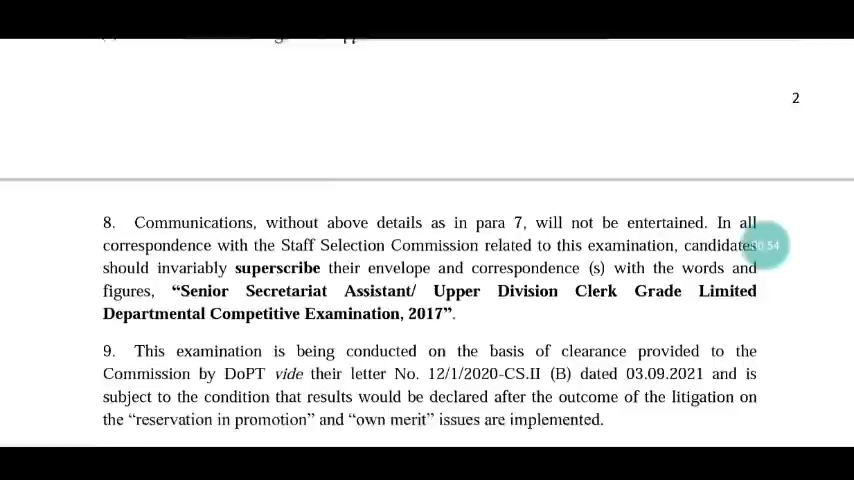 2
8. Communications, without above details as in para 7, will not be entertained. In all
correspondence with the Staff Selection Commission related to this examination, candidates
should invariably superscribe their envelope and correspondence (s) with the words and
figures, “Senior Secretariat Assistant/ Upper Division Clerk Grade Limited
Departmental Competitive Examination, 2017”.
9. This examination is being conducted on the basis of clearance provided to the
Commission by DoPT vide their letter No. 12/1/2020-CS.II (B) dated 03.09.2021 and is
subject to the condition that results would be declared after the outcome of the litigation on
the “reservation in promotion” and “own merit” issues are implemented.